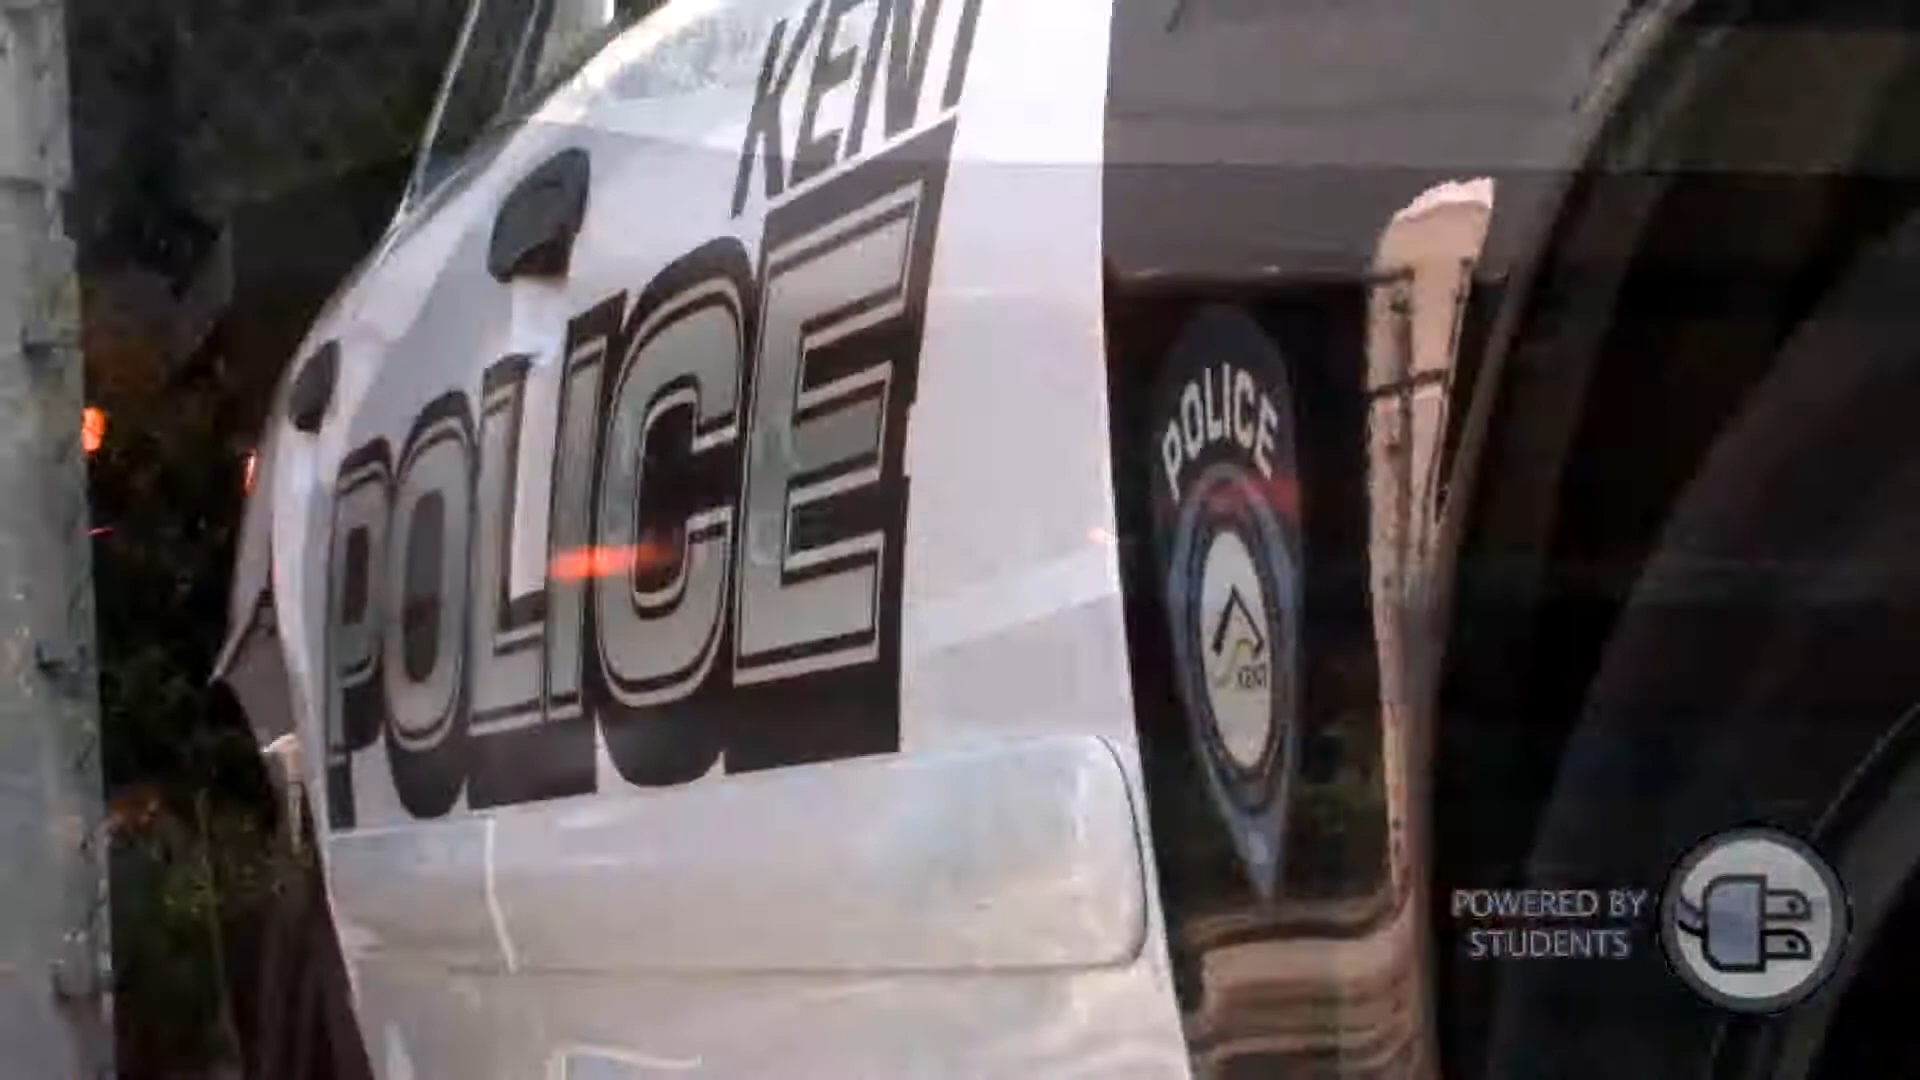 KENT
POLICE
POLICE
KENT
POWERED BY
STUDENTS